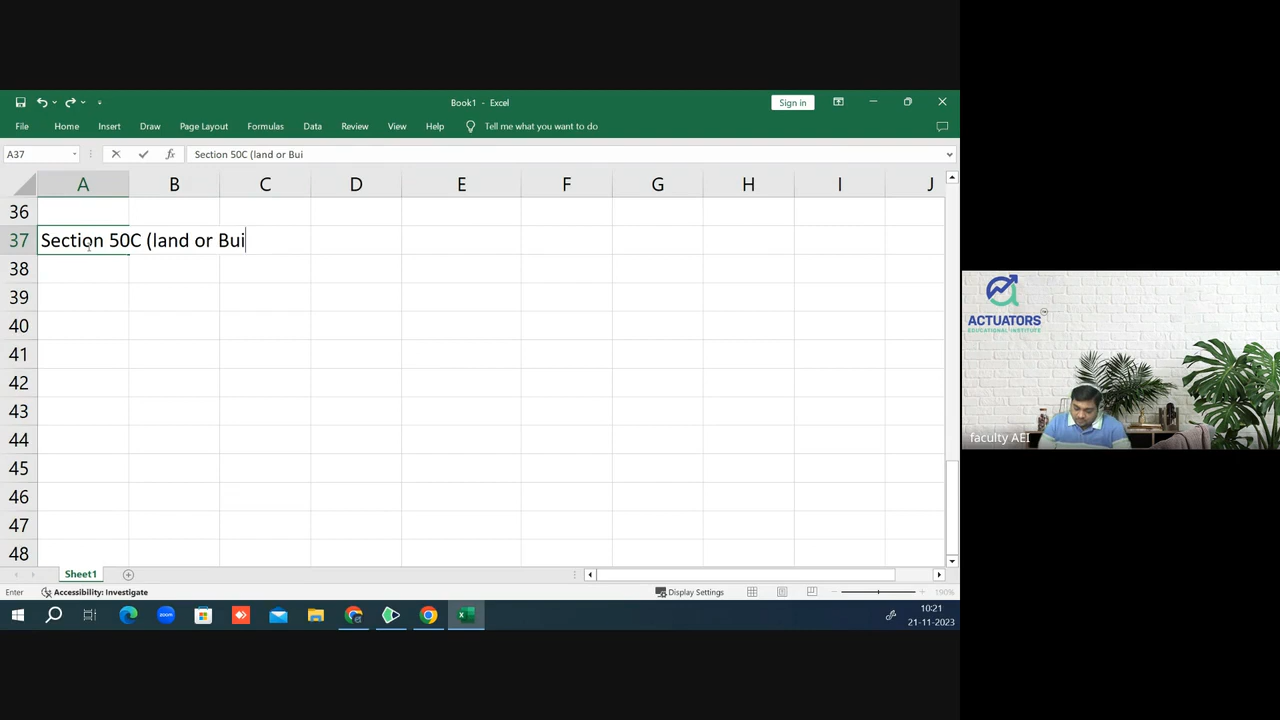 Book1 - Excel
Sign in
File Home Insert Draw Page Layout Formulas Data Review View Help Tell me what you want to do
A37
fx
Section 50C (land or Bui
A B C D E F G H I J
36
37 Section 50C (land or Bui
38
39
40
41
42
43
44
45
46
47
48
Sheet1
Enter
Accessibility: Investigate
Display Settings
190%
zoom
10:21
21-11-2023
ACTUATORS
EDUCATIONAL INSTITUTE
faculty AEI